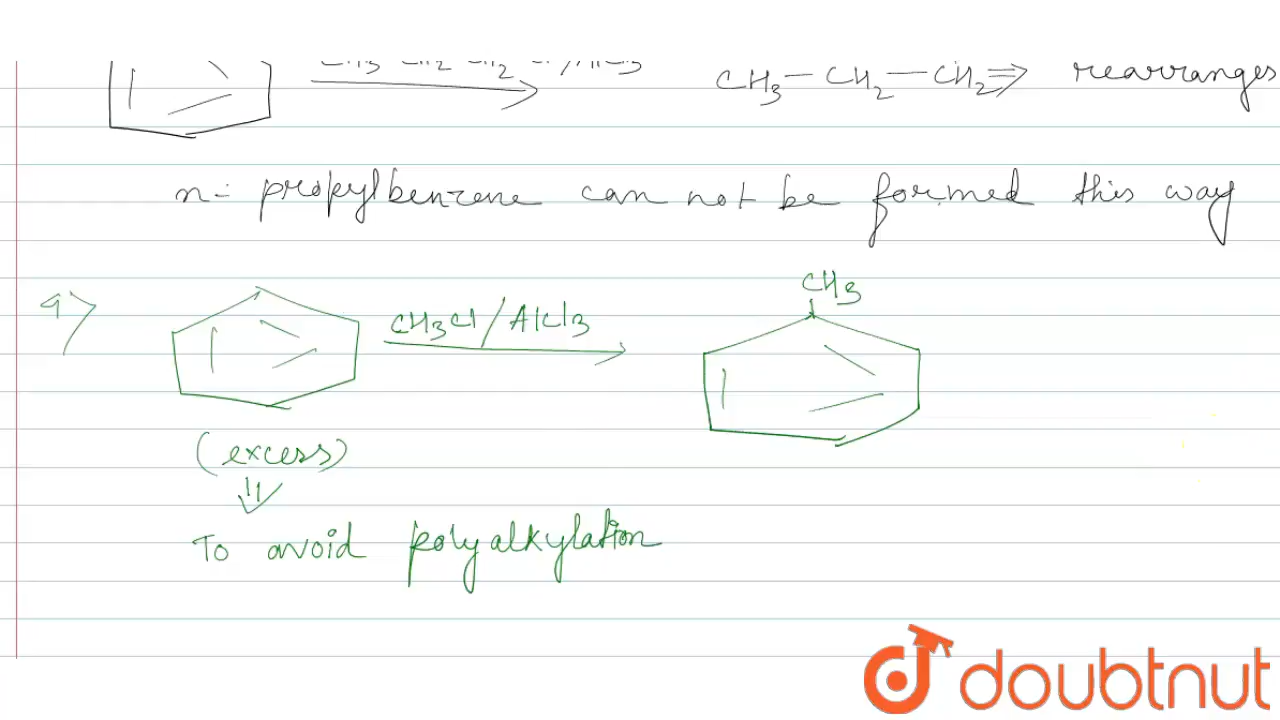 CH3 - CH2 - CH2 ⇒ rearranges
n- propylbenzene can not be formed this way
CH3
CH3Cl/AlCl3
(excess)
To avoid polyalkylation
doubtnut